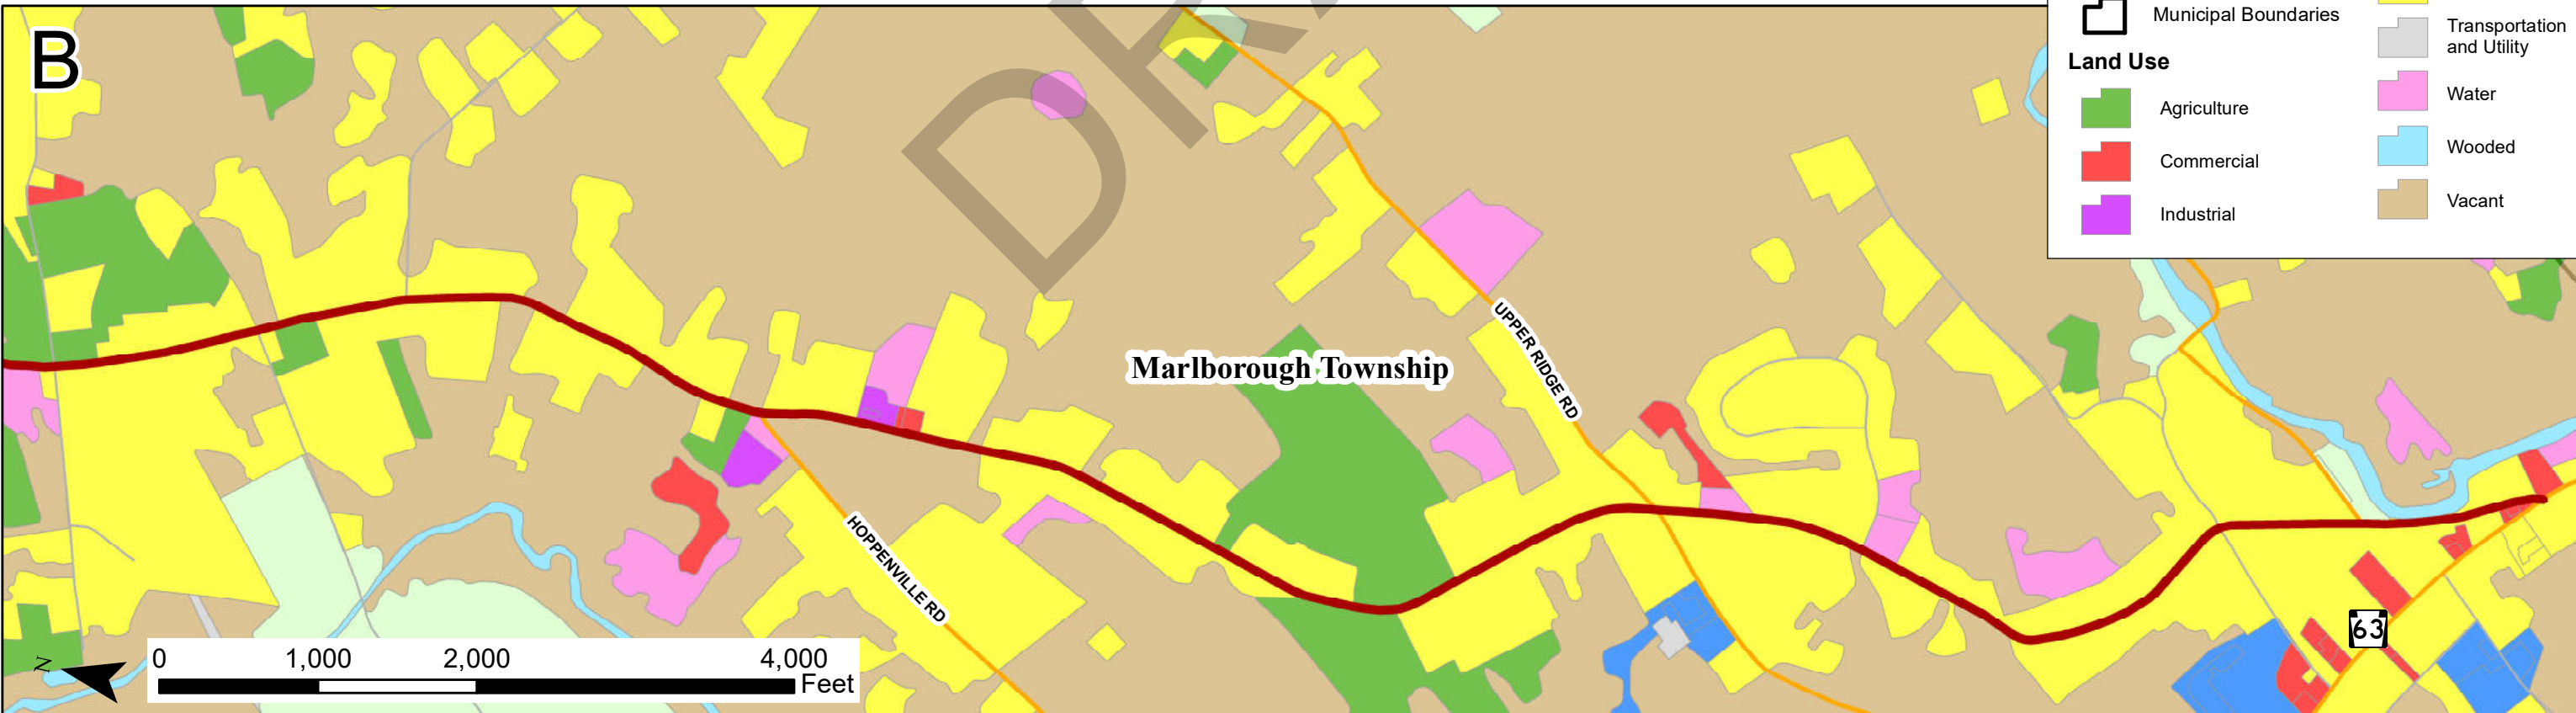 B
Municipal Boundaries
Land Use
Agriculture
Commercial
Industrial
Transportation
and Utility
Water
Wooded
Vacant
Marlborough Township
UPPER RIDGE RD
HOPPENVILLE RD
63
N
0 1,000 2,000 4,000
Feet